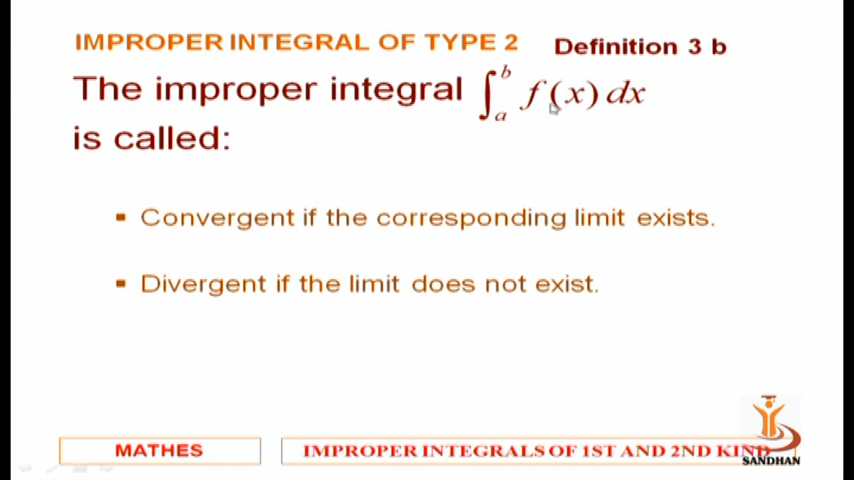 IMPROPER INTEGRAL OF TYPE 2 Definition 3 b
The improper integral ∫_a^b f(x) dx
is called:
▪ Convergent if the corresponding limit exists.
▪ Divergent if the limit does not exist.
MATHES IMPROPER INTEGRALS OF 1ST AND 2ND KIND
SANDHAN